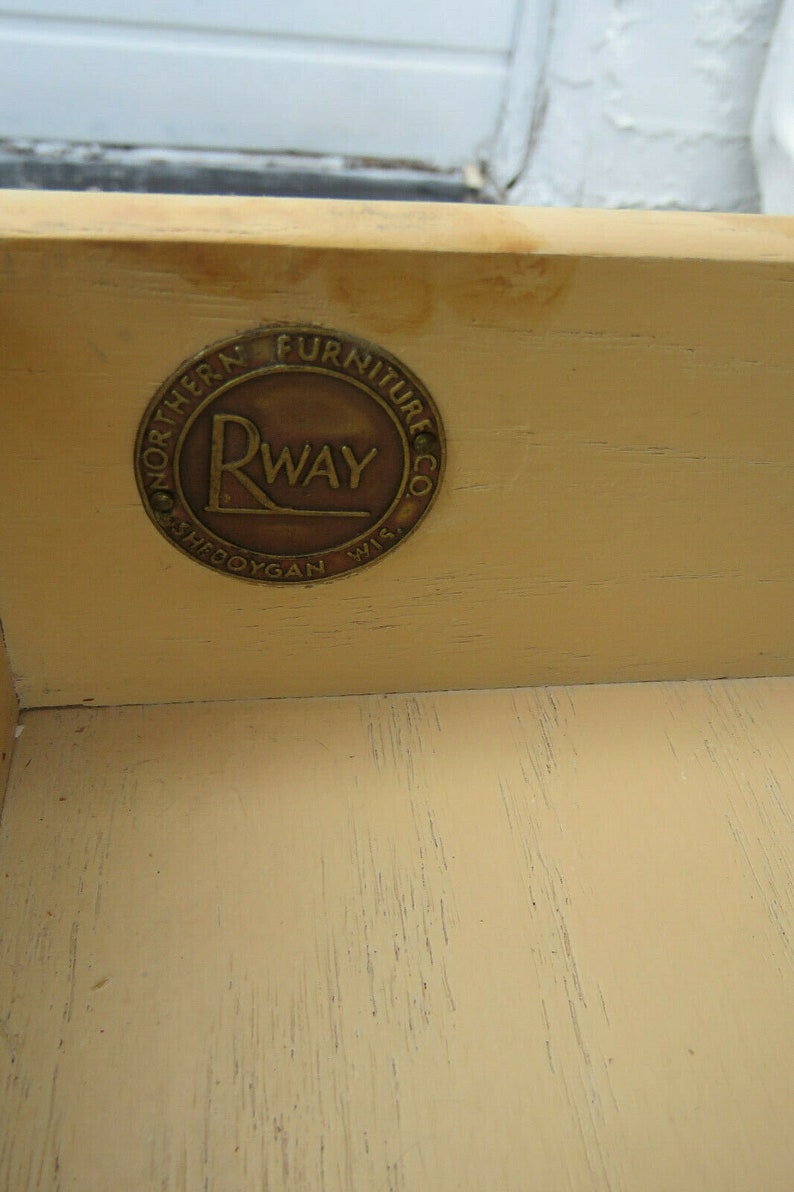 NORTHERN FURNITURE CO.
RWAY
SHEBOYGAN WIS.